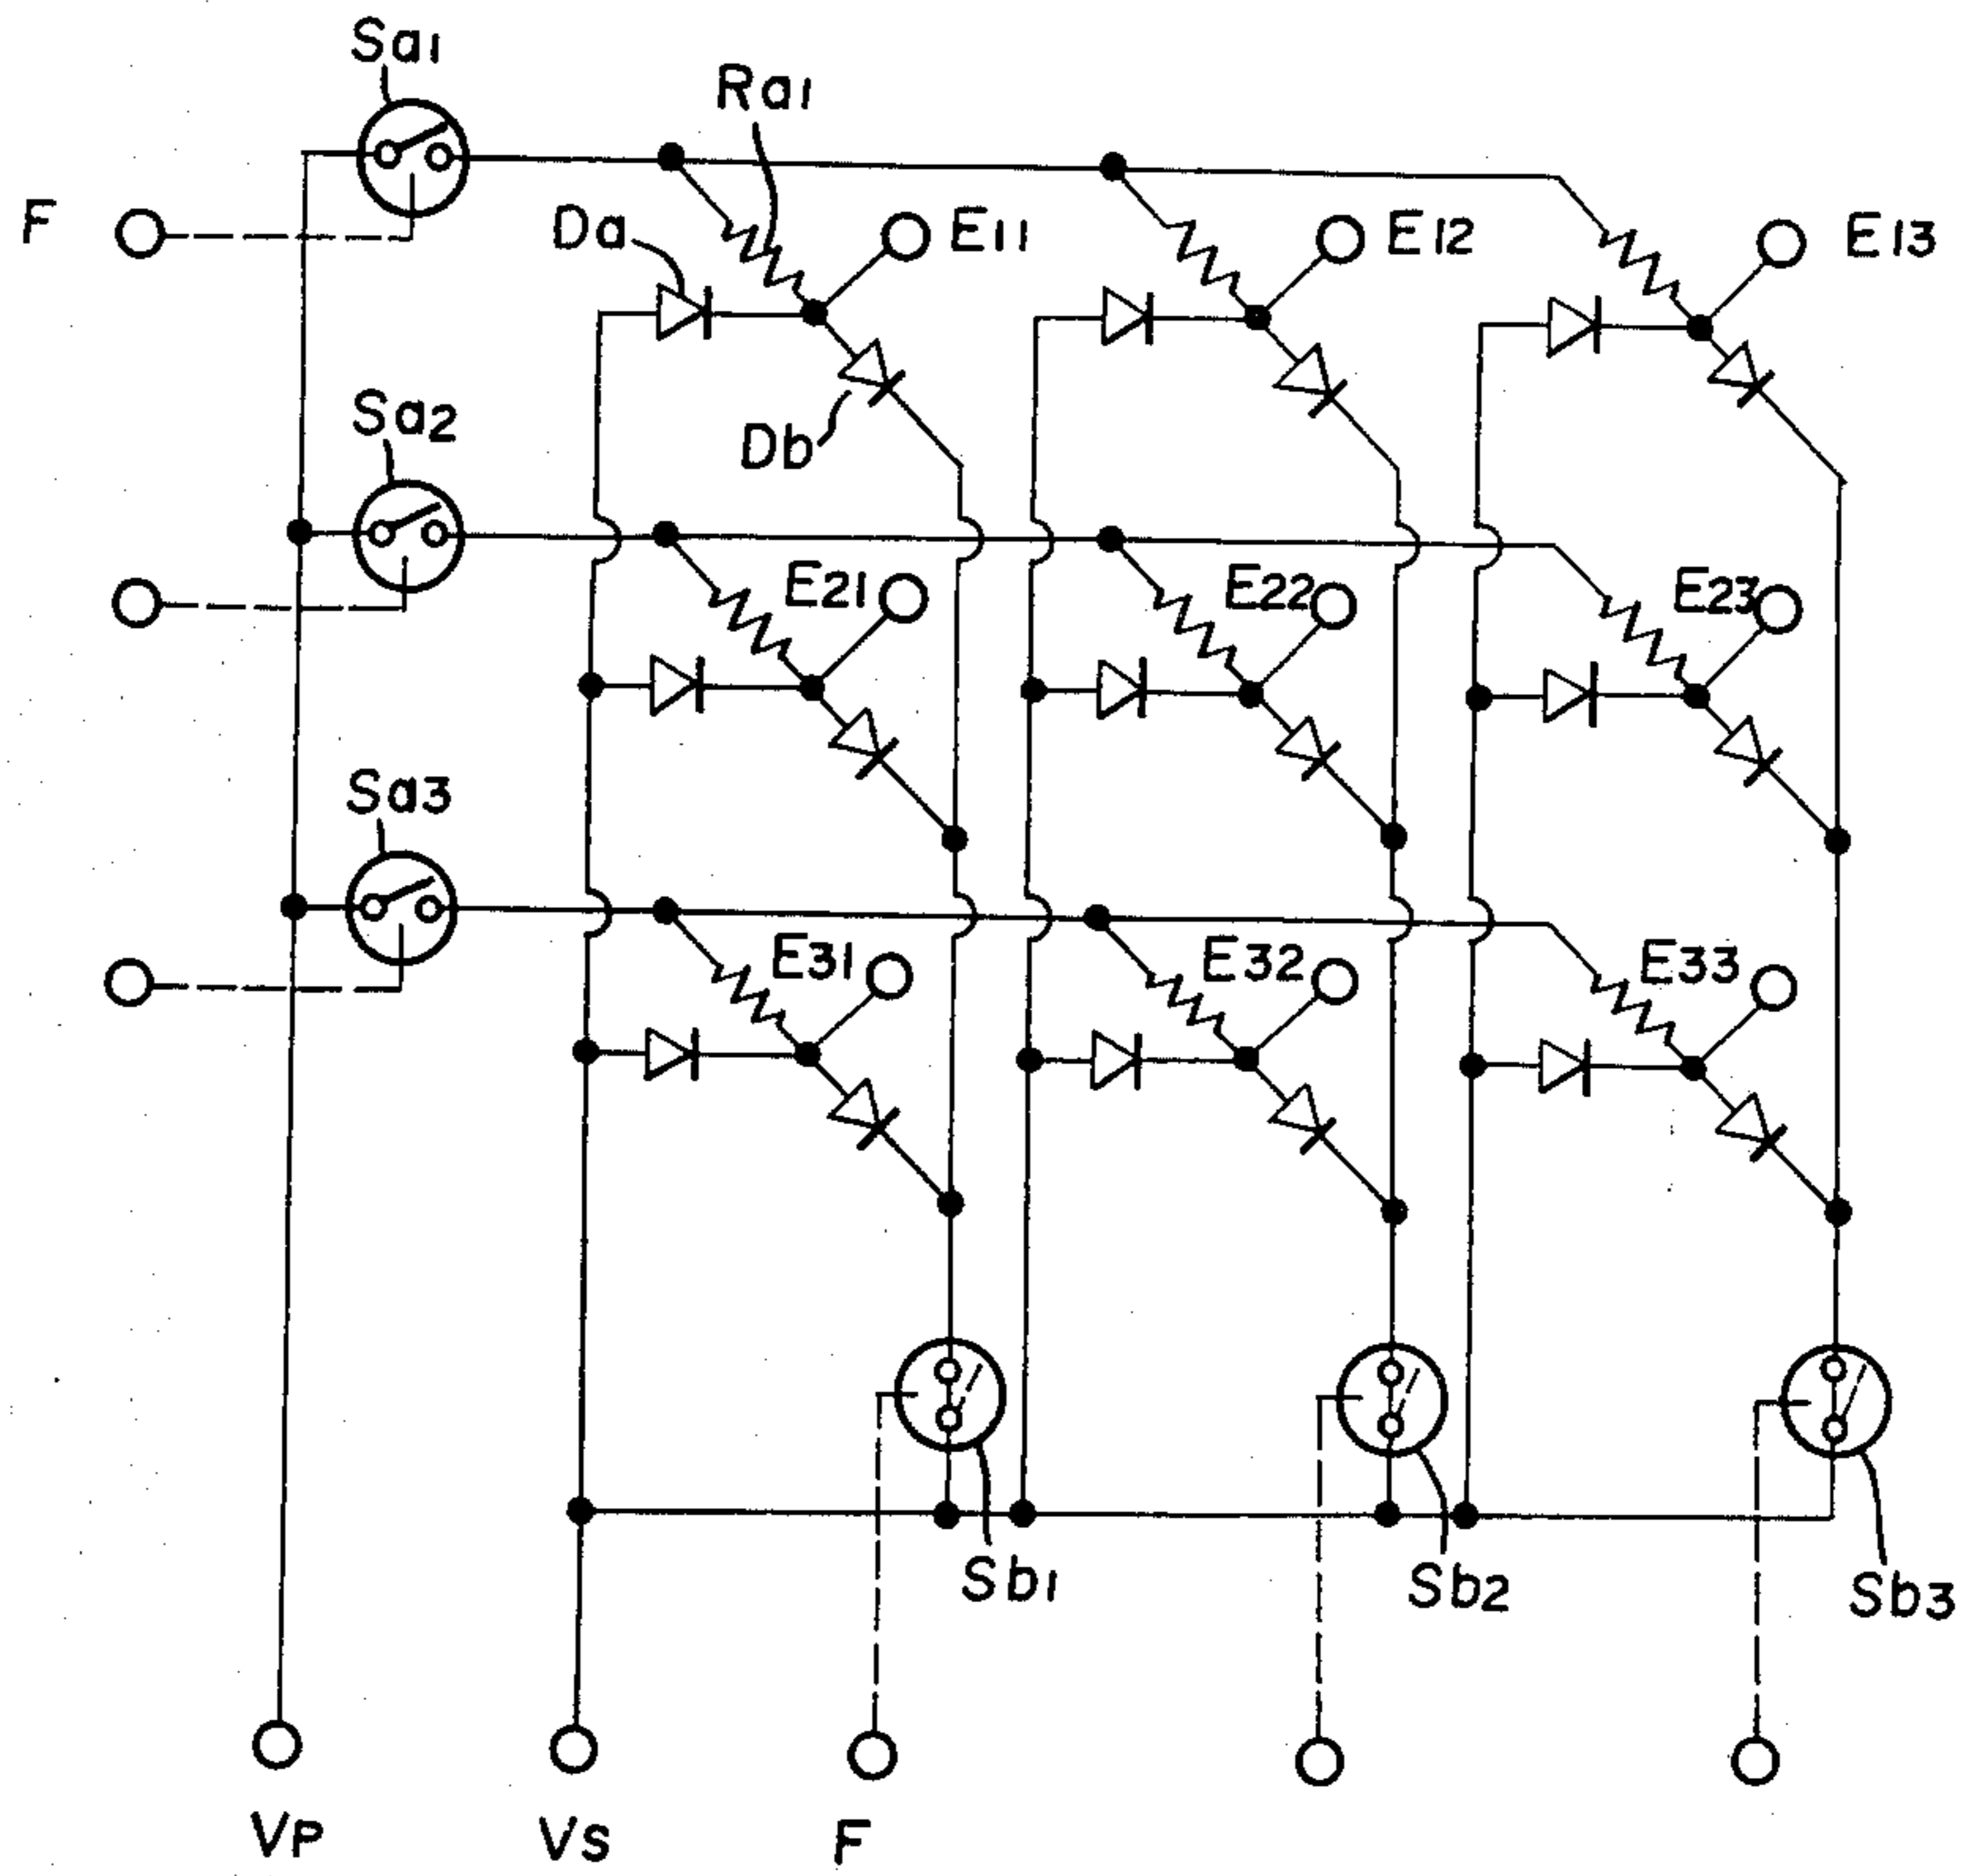 Sa1
Ra1
F
Da
E11
E12
E13
Sa2
Db
E21
E22
E23
Sa3
E31
E32
E33
Sb1
Sb2
Sb3
VP
VS
F